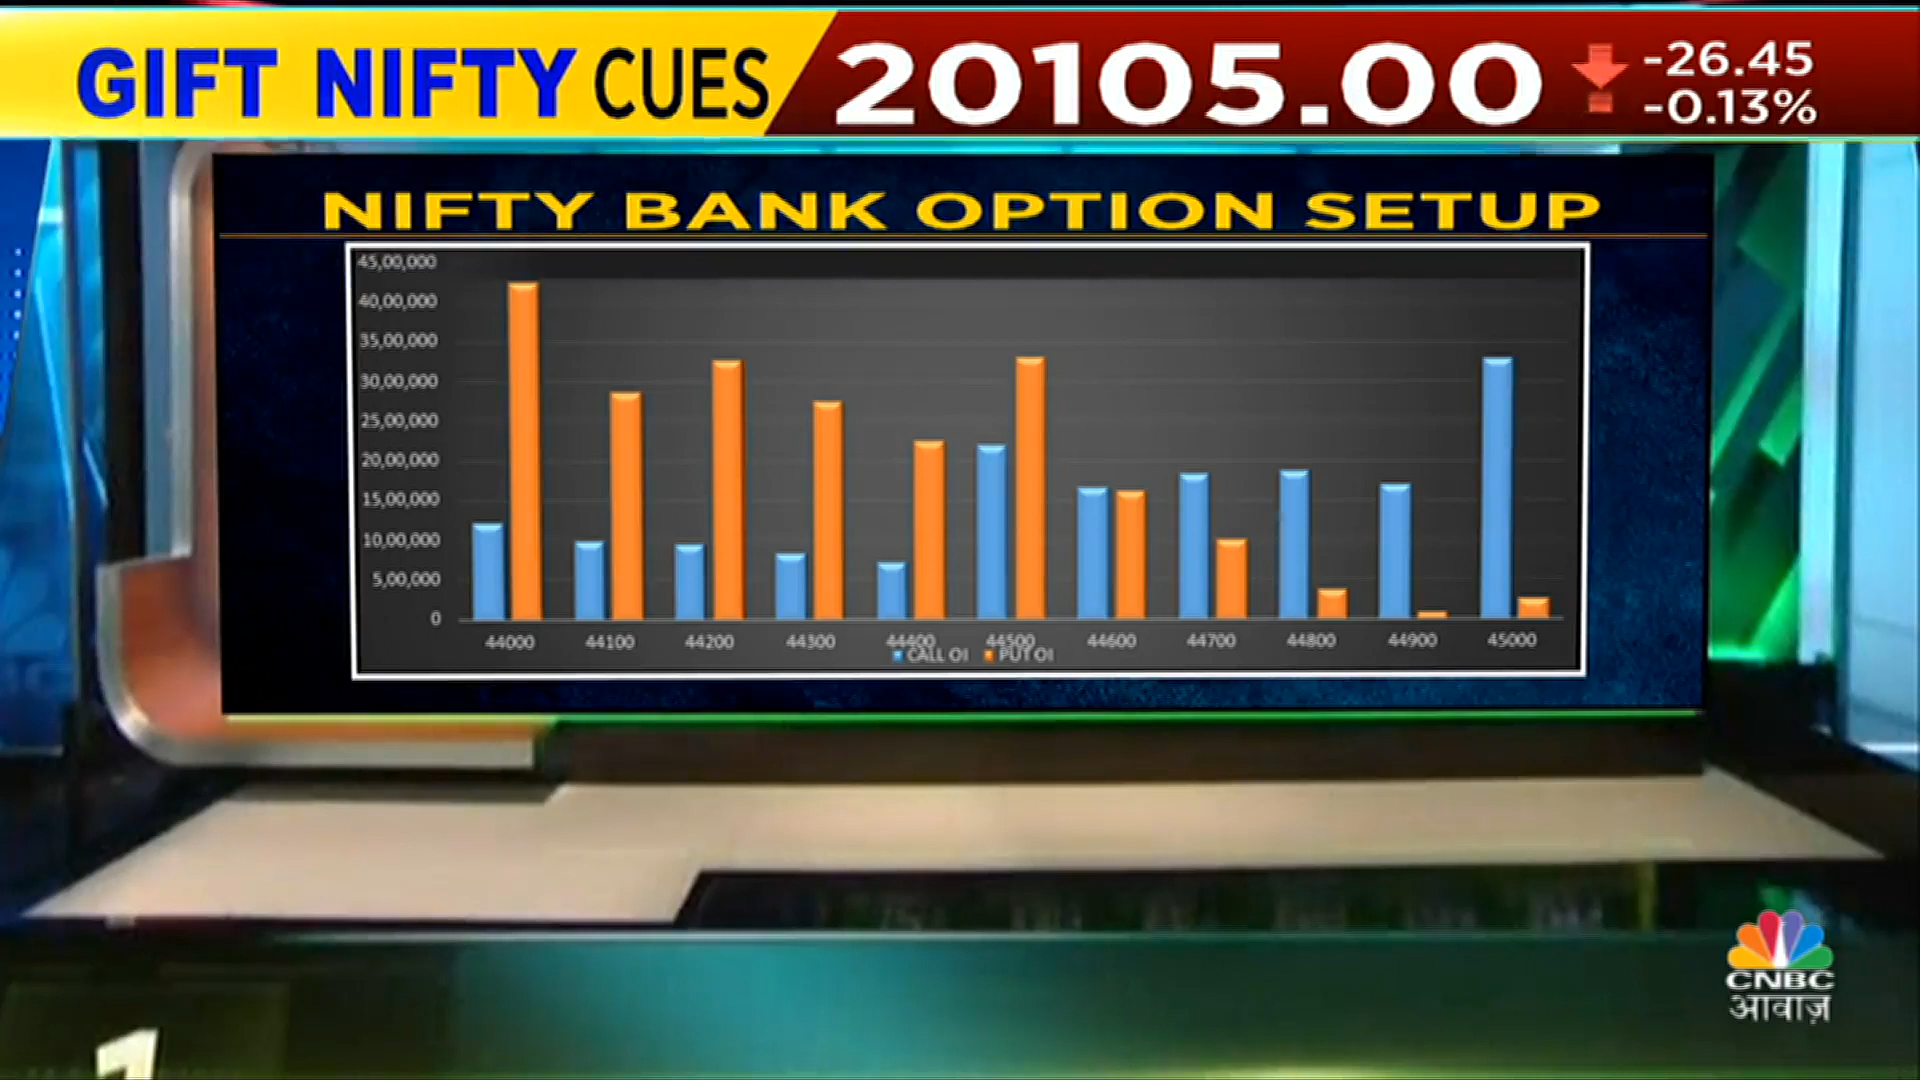 GIFT NIFTY CUES
20105.00
-26.45
-0.13%
NIFTY BANK OPTION SETUP
45,00,000
40,00,000
35,00,000
30,00,000
25,00,000
20,00,000
15,00,000
10,00,000
5,00,000
0
44000 44100 44200 44300 44400 44500 44600 44700 44800 44900 45000
CALL OI PUT OI
CNBC
आवाज़
1